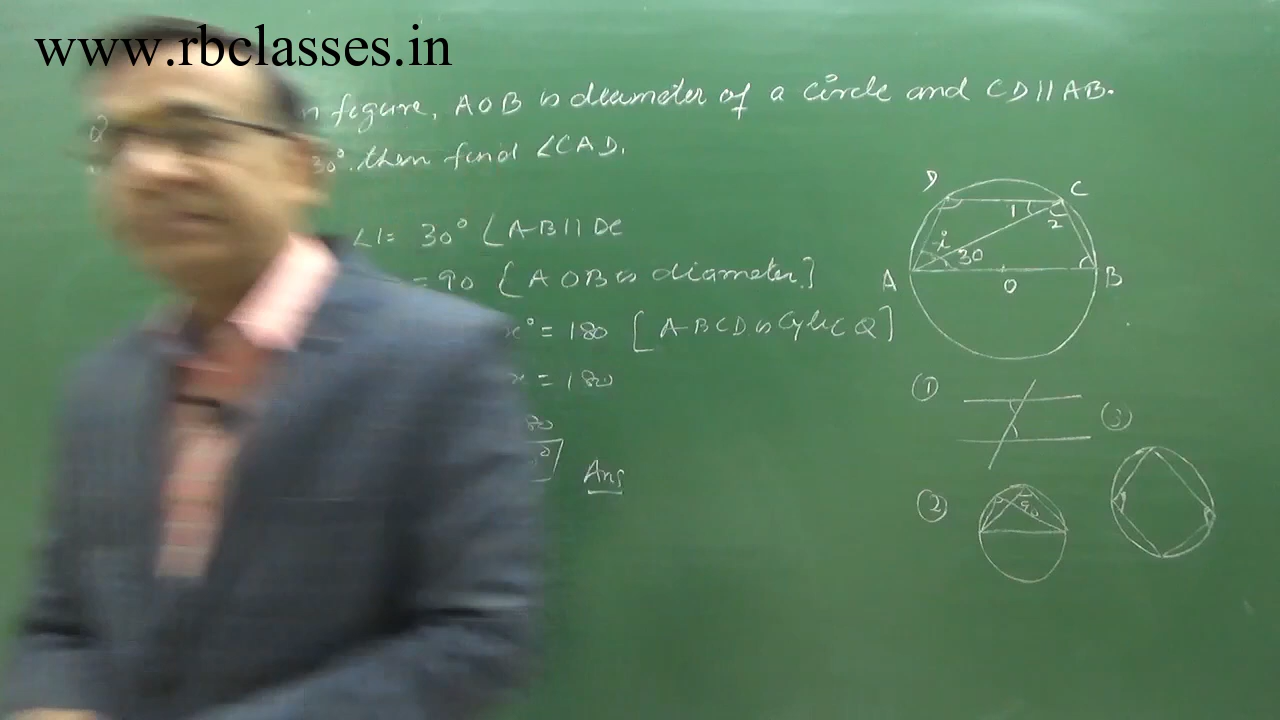 www.rbclasses.in
n figure, AOB is diameter of a circle and CD || AB.
30°. then find ∠CAD.
∠1= 30° [AB || DC
= 90 [AOB is diameter.]
x° = 180 [ABCD is Cyclic Q]
x = 180
80
Ans
D
C
1
2
x
30
A
O
B
①
③
②
90